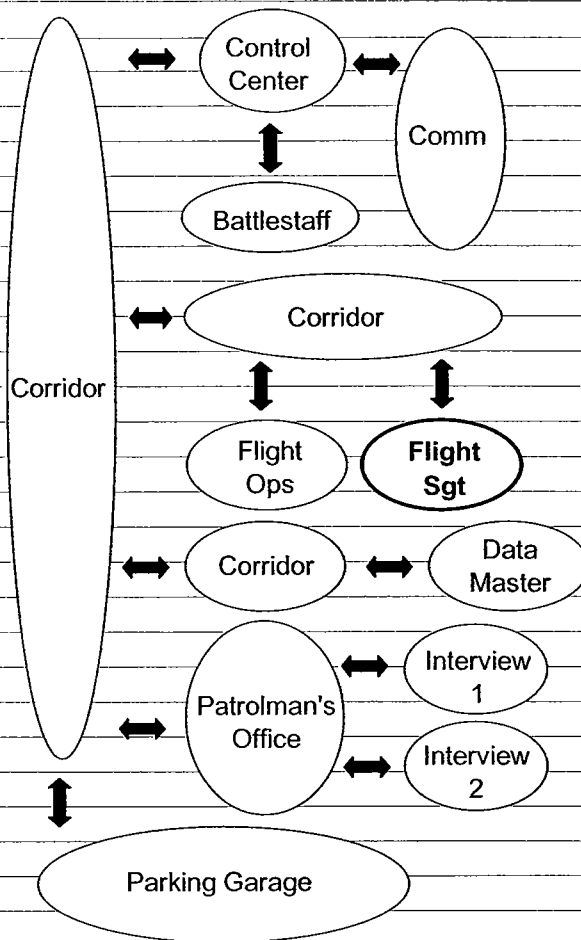 Control
Center
Comm
Battlestaff
Corridor
Corridor
Flight
Ops
Flight
Sgt
Corridor
Data
Master
Patrolman's
Office
Interview
1
Interview
2
Parking Garage